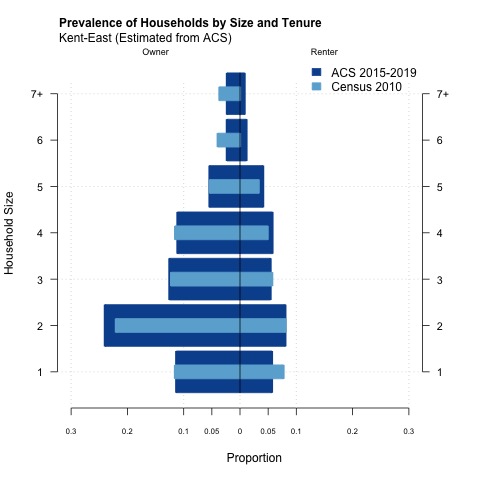 Prevalence of Households by Size and Tenure
Kent-East (Estimated from ACS)
Owner Renter
ACS 2015-2019
Census 2010
Household Size
7+ 7+
6 6
5 5
4 4
3 3
2 2
1 1
0.3 0.2 0.1 0.05 0 0.05 0.1 0.2 0.3
Proportion